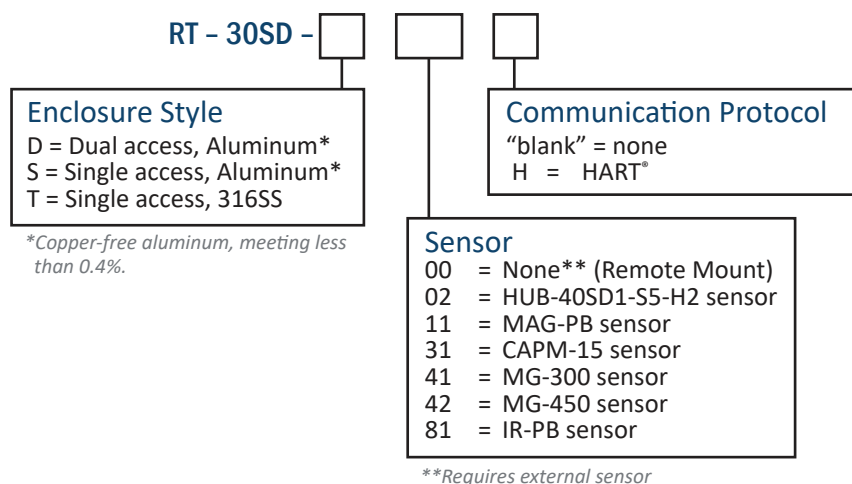 RT – 30SD –
Enclosure Style
D = Dual access, Aluminum*
S = Single access, Aluminum*
T = Single access, 316SS
*Copper-free aluminum, meeting less
than 0.4%.
Communication Protocol
“blank” = none
H = HART®
Sensor
00 = None** (Remote Mount)
02 = HUB-40SD1-S5-H2 sensor
11 = MAG-PB sensor
31 = CAPM-15 sensor
41 = MG-300 sensor
42 = MG-450 sensor
81 = IR-PB sensor
**Requires external sensor